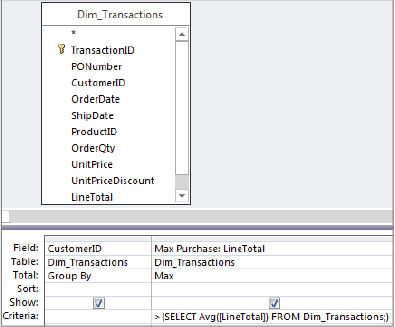 Dim_Transactions
*
TransactionID
PONumber
CustomerID
OrderDate
ShipDate
ProductID
OrderQty
UnitPrice
UnitPriceDiscount
LineTotal
Field: CustomerID Max Purchase: LineTotal
Table: Dim_Transactions Dim_Transactions
Total: Group By Max
Sort:
Show:
Criteria: >(SELECT Avg([LineTotal]) FROM Dim_Transactions;)